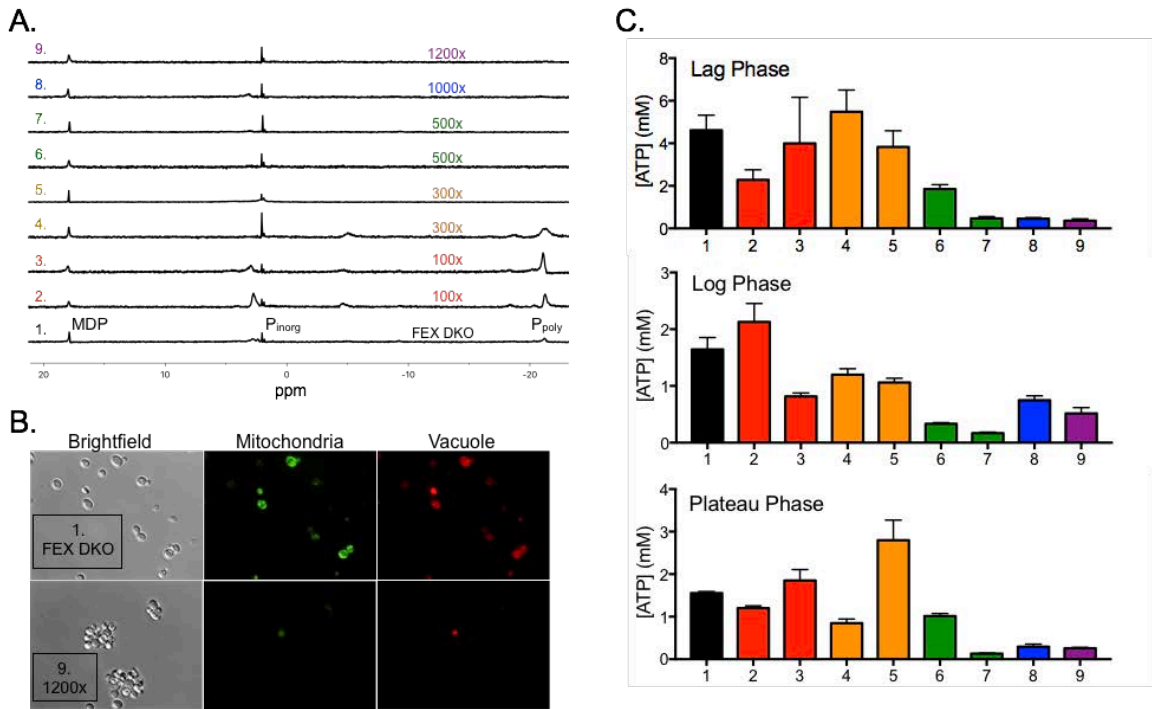 A.
9. 1200x
8. 1000x
7. 500x
6. 500x
5. 300x
4. 300x
3. 100x
2. 100x
MDP Pinorg Ppoly
1. FEX DKO
20 10 0 -10 -20
ppm
B.
Brightfield Mitochondria Vacuole
1.
FEX DKO
9.
1200x
C.
Lag Phase
[ATP] (mM)
8
6
4
2
0
1 2 3 4 5 6 7 8 9
Log Phase
[ATP] (mM)
3
2
1
0
1 2 3 4 5 6 7 8 9
Plateau Phase
[ATP] (mM)
4
3
2
1
0
1 2 3 4 5 6 7 8 9